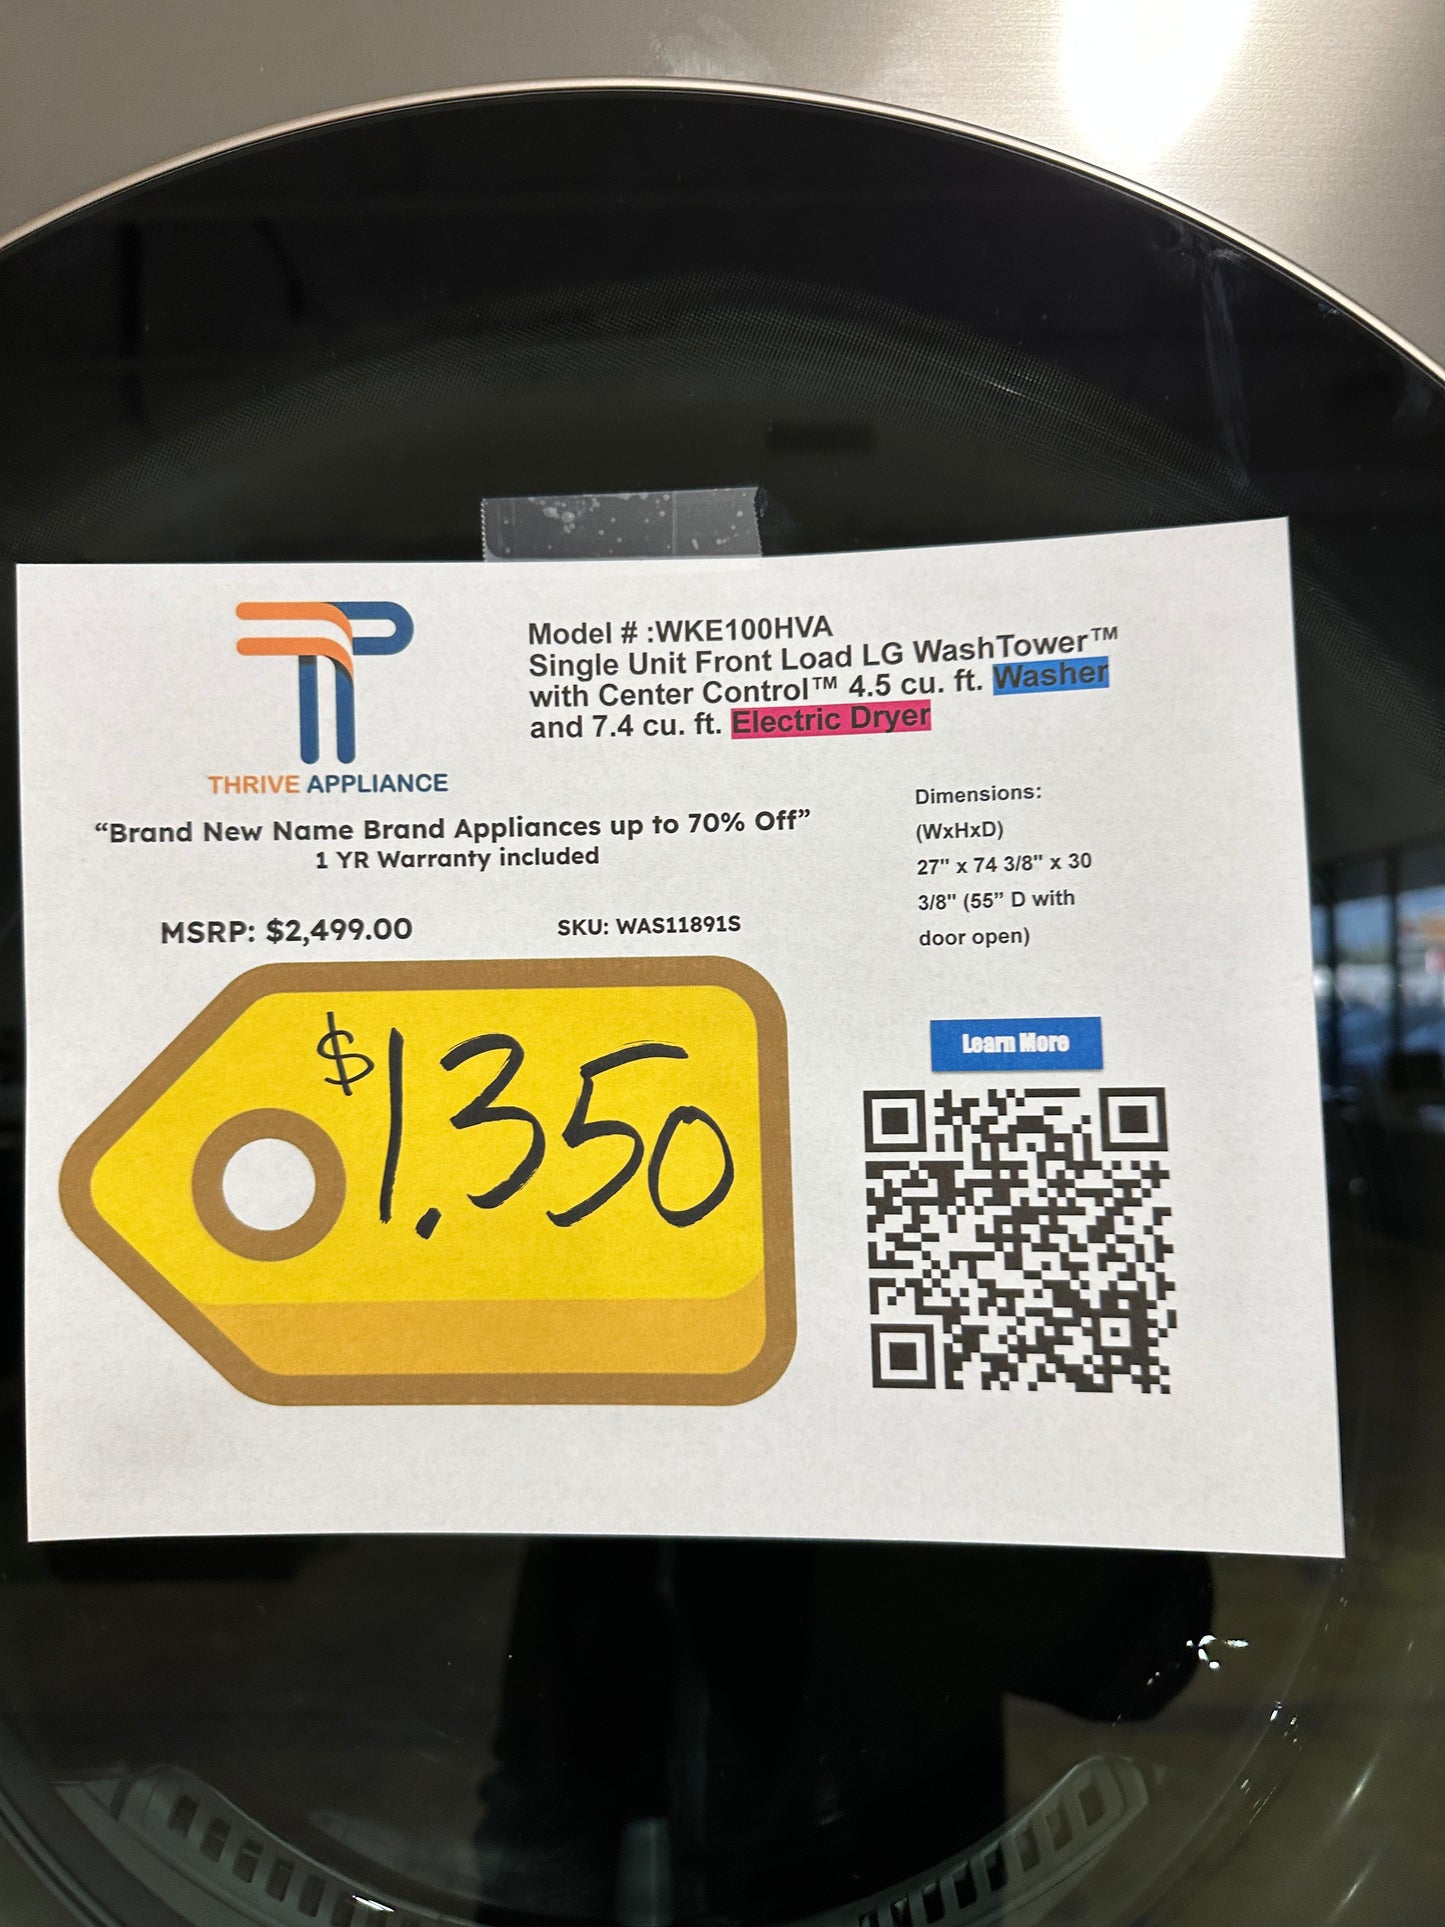 Model # :WKE100HVA
Single Unit Front Load LG WashTower™
with Center Control™ 4.5 cu. ft. Washer
and 7.4 cu. ft. Electric Dryer
THRIVE APPLIANCE
“Brand New Name Brand Appliances up to 70% Off”
1 YR Warranty included
Dimensions:
(WxHxD)
27" x 74 3/8" x 30
3/8" (55” D with
door open)
MSRP: $2,499.00
SKU: WAS11891S
$1,350
Learn More